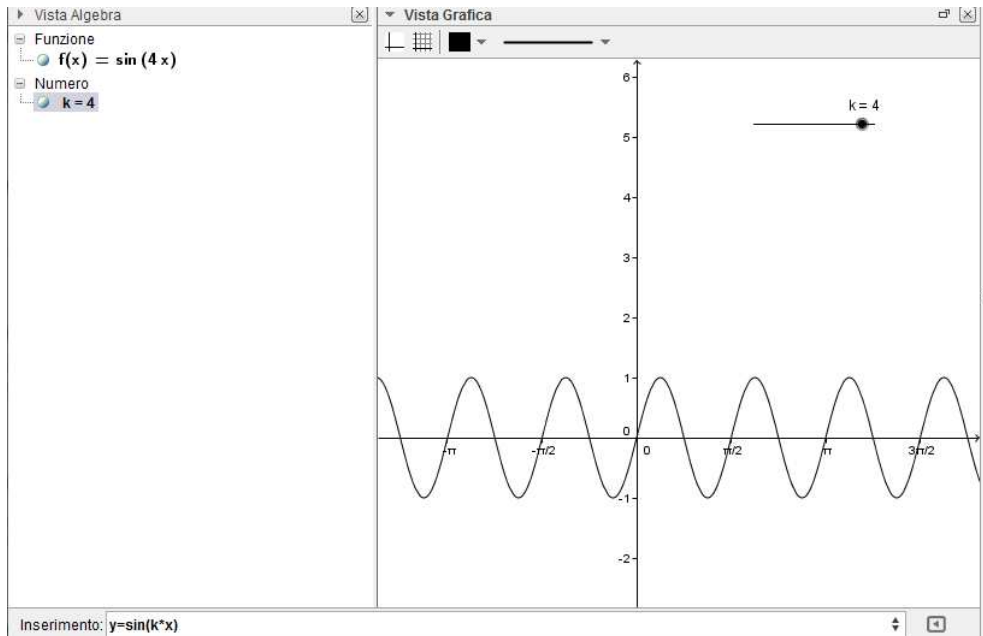 Vista Algebra
Vista Grafica
Funzione
f(x) = sin (4 x)
Numero
k = 4
k = 4
6
5
4
3
2
1
0
-1
-2
-π -π/2 0 π/2 π 3π/2
Inserimento: y=sin(k*x)